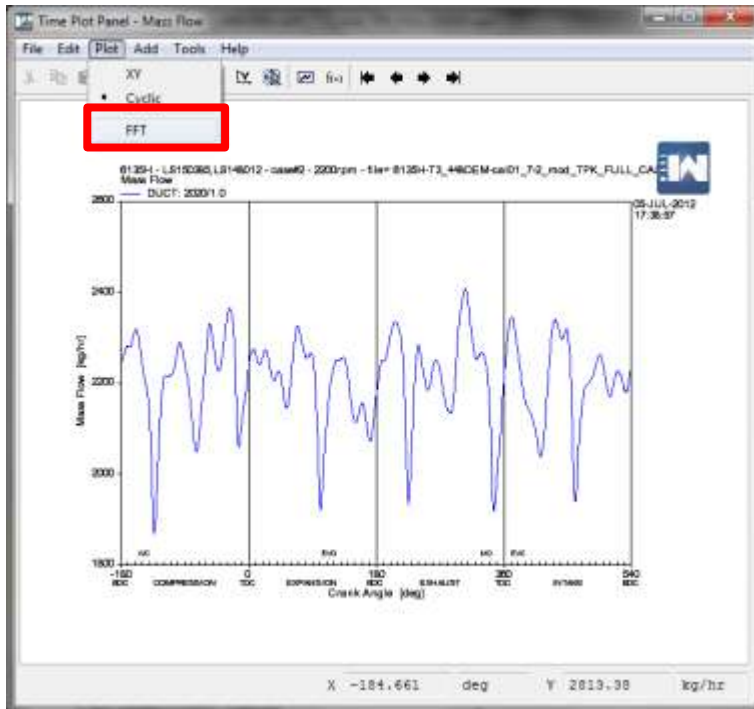 Time Plot Panel - Mass Flow
File Edit Plot Add Tools Help
XY
Cyclic
FFT
Mass Flow
DUCT: 2020/1.0
05-JUL-2012
17:38:57
2600
2400
2200
2000
1800
Mass Flow [kg/hr]
-180 0 180 360 540
BDC COMPRESSION TDC EXPANSION BDC EXHAUST TDC INTAKE BDC
Crank Angle [deg]
X -184.661 deg Y 2813.38 kg/hr